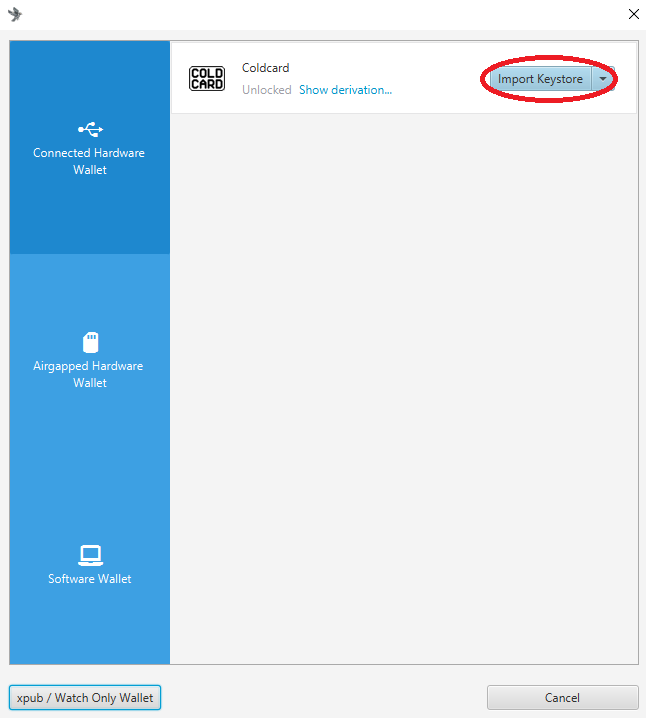 COLD
CARD
Coldcard
Unlocked Show derivation...
Import Keystore
Connected Hardware
Wallet
Airgapped Hardware
Wallet
Software Wallet
xpub / Watch Only Wallet
Cancel